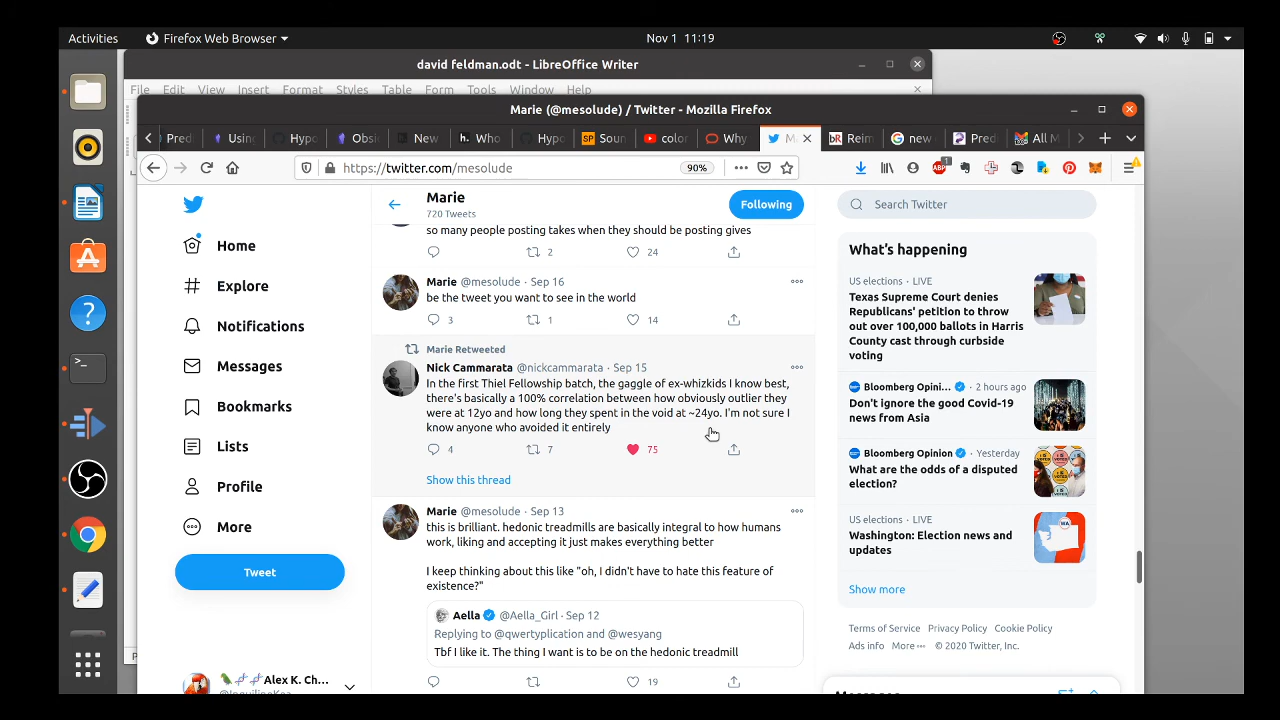 Activities
Firefox Web Browser
Nov 1 11:19
david feldman.odt - LibreOffice Writer
File Edit View Insert Format Styles Table Form Tools Window Help
Marie (@mesolude) / Twitter - Mozilla Firefox
Pred
Using
Hypo
Obsi
New
Who
Hypo
Soun
color
Why
M
Reim
new
Pred
All M
https://twitter.com/mesolude
90%
Home
Explore
Notifications
Messages
Bookmarks
Lists
Profile
More
Tweet
Alex K. Ch...
Marie
720 Tweets
Following
so many people posting takes when they should be posting gives
2 24
Marie @mesolude · Sep 16
be the tweet you want to see in the world
3 1 14
Marie Retweeted
Nick Cammarata @nickcammarata · Sep 15
In the first Thiel Fellowship batch, the gaggle of ex-whizkids I know best,
there's basically a 100% correlation between how obviously outlier they
were at 12yo and how long they spent in the void at ~24yo. I'm not sure I
know anyone who avoided it entirely
4 7 75
Show this thread
Marie @mesolude · Sep 13
this is brilliant. hedonic treadmills are basically integral to how humans
work, liking and accepting it just makes everything better
I keep thinking about this like "oh, I didn't have to hate this feature of
existence?"
Aella @Aella_Girl · Sep 12
Replying to @qwertyplication and @wesyang
Tbf I like it. The thing I want is to be on the hedonic treadmill
19
Search Twitter
What's happening
US elections · LIVE
Texas Supreme Court denies
Republicans' petition to throw
out over 100,000 ballots in Harris
County cast through curbside
voting
Bloomberg Opini... · 2 hours ago
Don't ignore the good Covid-19
news from Asia
Bloomberg Opinion · Yesterday
What are the odds of a disputed
election?
US elections · LIVE
Washington: Election news and
updates
Show more
Terms of Service Privacy Policy Cookie Policy
Ads info More © 2020 Twitter, Inc.